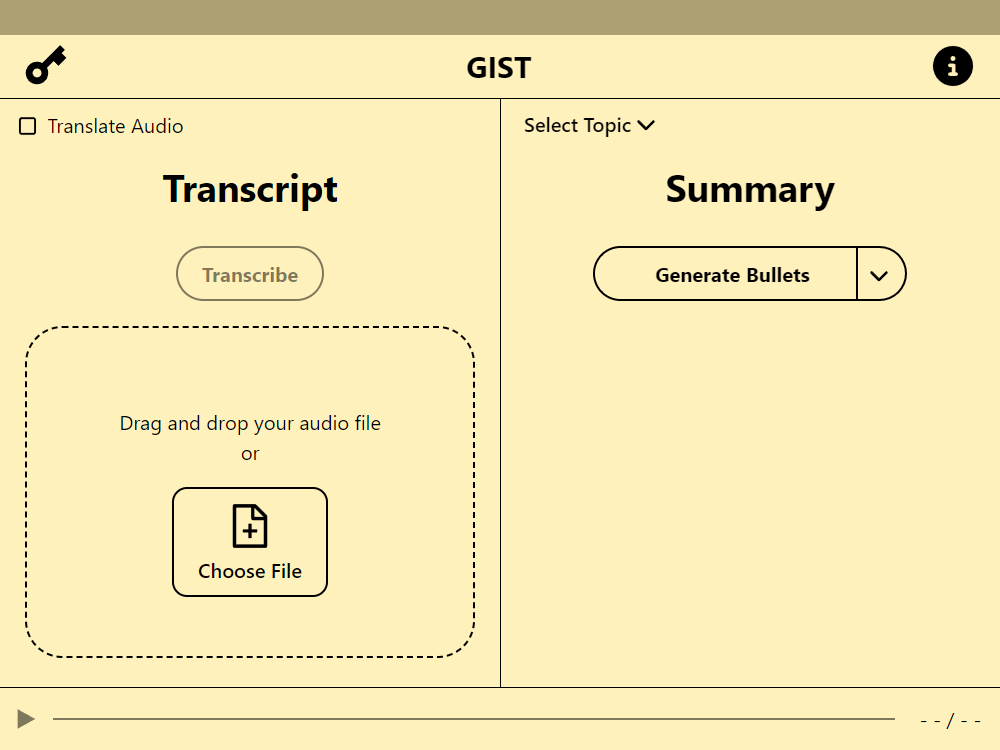 GIST
Translate Audio
Select Topic
Transcript
Summary
Transcribe
Generate Bullets
Drag and drop your audio file
or
Choose File
- - / - -